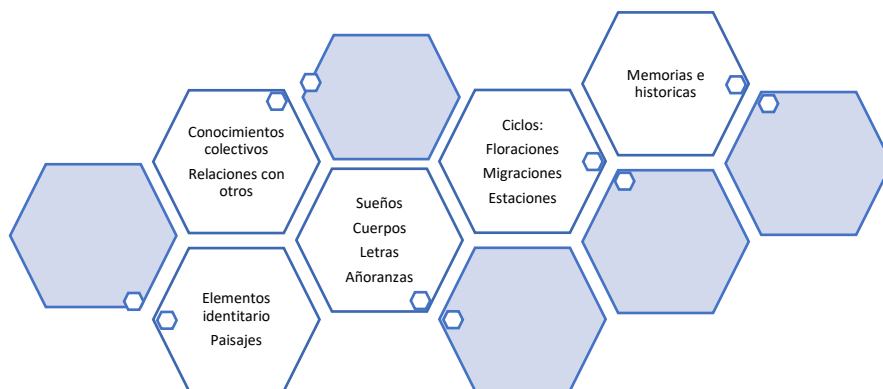 Conocimientos
colectivos
Relaciones con
otros
Elementos
identitario
Paisajes
Sueños
Cuerpos
Letras
Añoranzas
Ciclos:
Floraciones
Migraciones
Estaciones
Memorias e
historicas